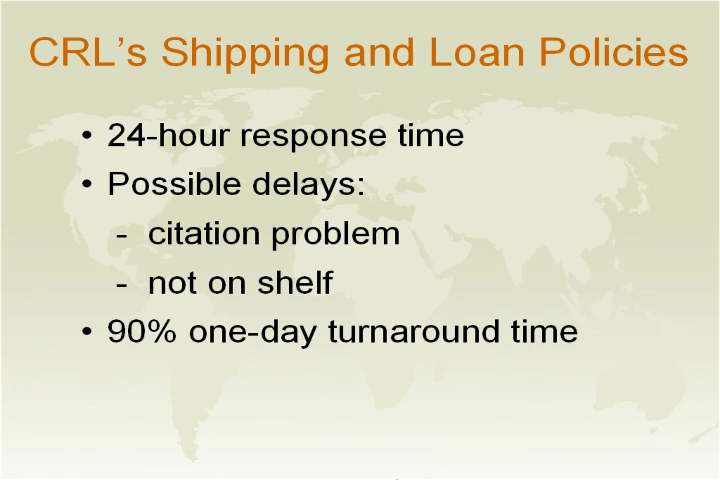 CRL’s Shipping and Loan Policies
• 24-hour response time
• Possible delays:
- citation problem
- not on shelf
• 90% one-day turnaround time